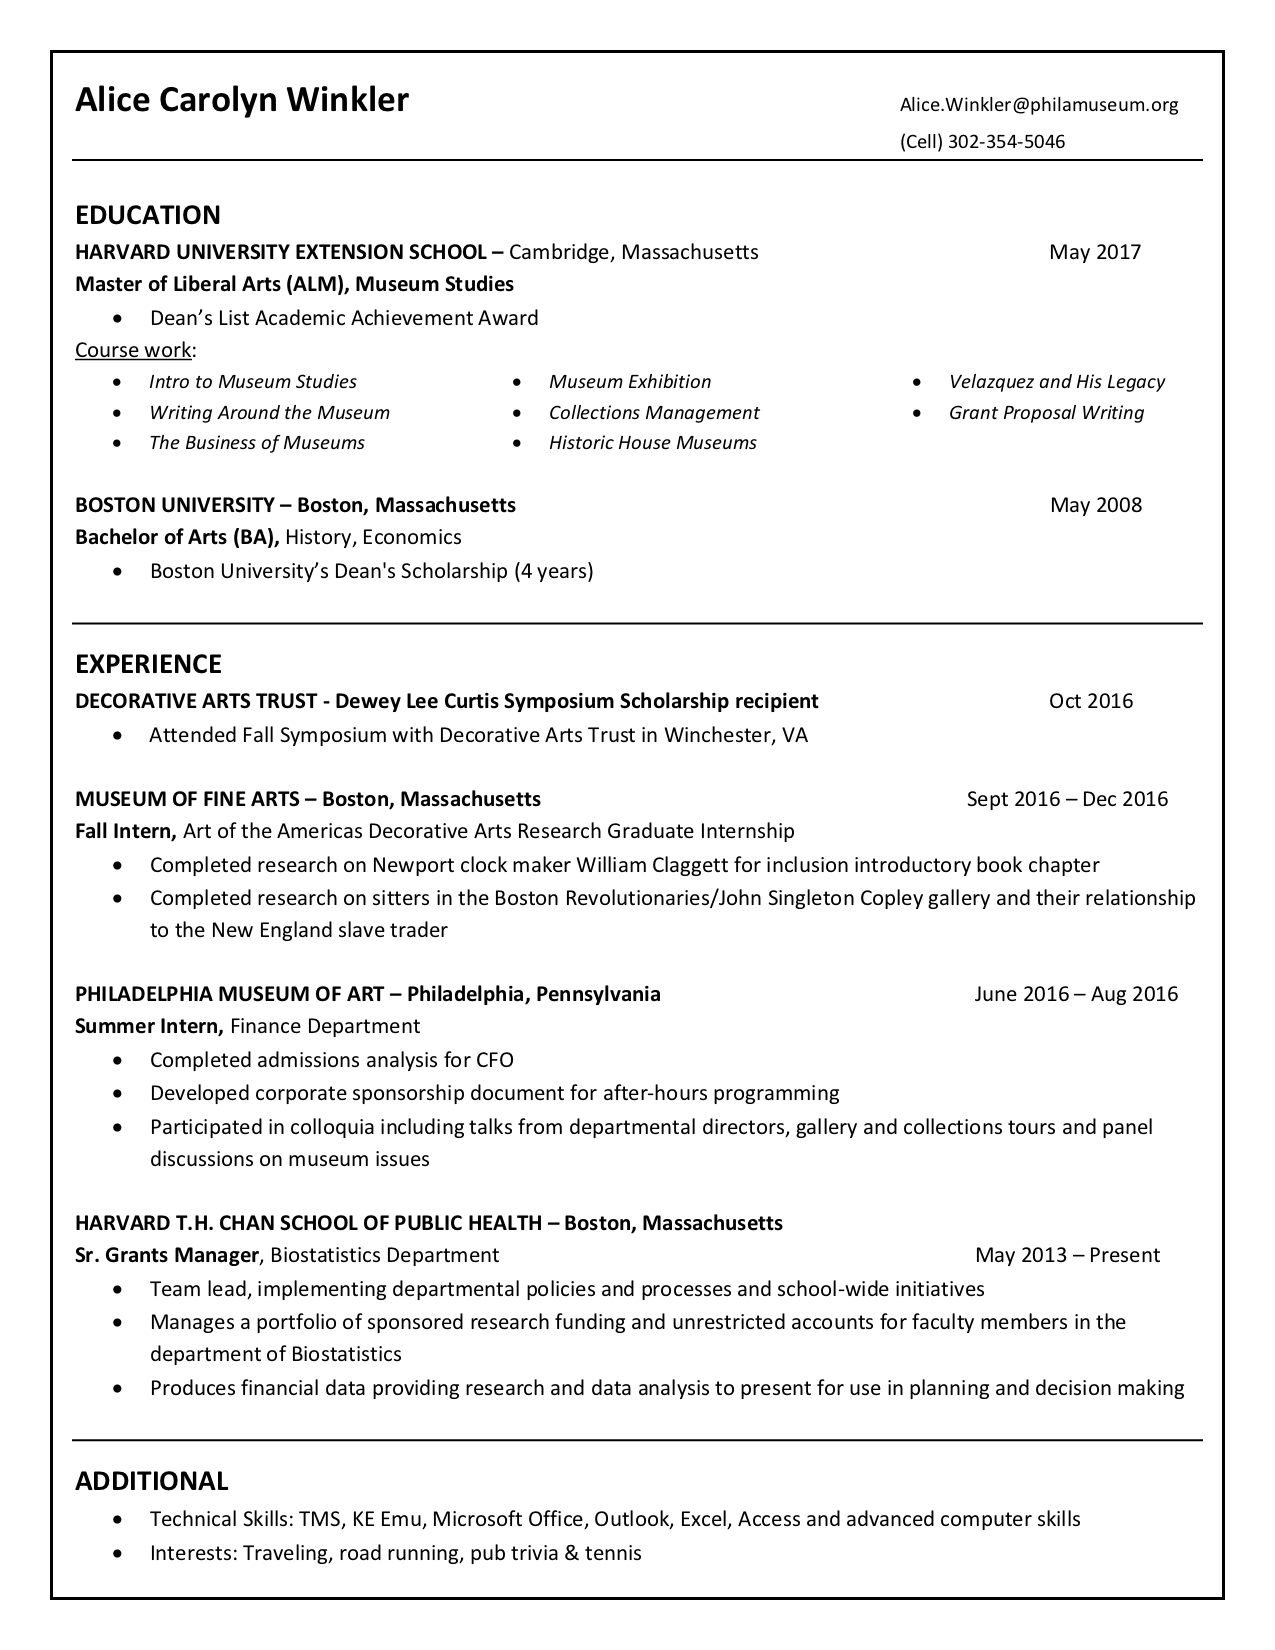 Alice Carolyn Winkler
Alice.Winkler@philamuseum.org
(Cell) 302-354-5046
EDUCATION
HARVARD UNIVERSITY EXTENSION SCHOOL – Cambridge, Massachusetts May 2017
Master of Liberal Arts (ALM), Museum Studies
• Dean’s List Academic Achievement Award
Course work:
• Intro to Museum Studies • Museum Exhibition • Velazquez and His Legacy
• Writing Around the Museum • Collections Management • Grant Proposal Writing
• The Business of Museums • Historic House Museums
BOSTON UNIVERSITY – Boston, Massachusetts May 2008
Bachelor of Arts (BA), History, Economics
• Boston University’s Dean's Scholarship (4 years)
EXPERIENCE
DECORATIVE ARTS TRUST - Dewey Lee Curtis Symposium Scholarship recipient Oct 2016
• Attended Fall Symposium with Decorative Arts Trust in Winchester, VA
MUSEUM OF FINE ARTS – Boston, Massachusetts Sept 2016 – Dec 2016
Fall Intern, Art of the Americas Decorative Arts Research Graduate Internship
• Completed research on Newport clock maker William Claggett for inclusion introductory book chapter
• Completed research on sitters in the Boston Revolutionaries/John Singleton Copley gallery and their relationship
to the New England slave trader
PHILADELPHIA MUSEUM OF ART – Philadelphia, Pennsylvania June 2016 – Aug 2016
Summer Intern, Finance Department
• Completed admissions analysis for CFO
• Developed corporate sponsorship document for after-hours programming
• Participated in colloquia including talks from departmental directors, gallery and collections tours and panel
discussions on museum issues
HARVARD T.H. CHAN SCHOOL OF PUBLIC HEALTH – Boston, Massachusetts
Sr. Grants Manager, Biostatistics Department May 2013 – Present
• Team lead, implementing departmental policies and processes and school-wide initiatives
• Manages a portfolio of sponsored research funding and unrestricted accounts for faculty members in the
department of Biostatistics
• Produces financial data providing research and data analysis to present for use in planning and decision making
ADDITIONAL
• Technical Skills: TMS, KE Emu, Microsoft Office, Outlook, Excel, Access and advanced computer skills
• Interests: Traveling, road running, pub trivia & tennis